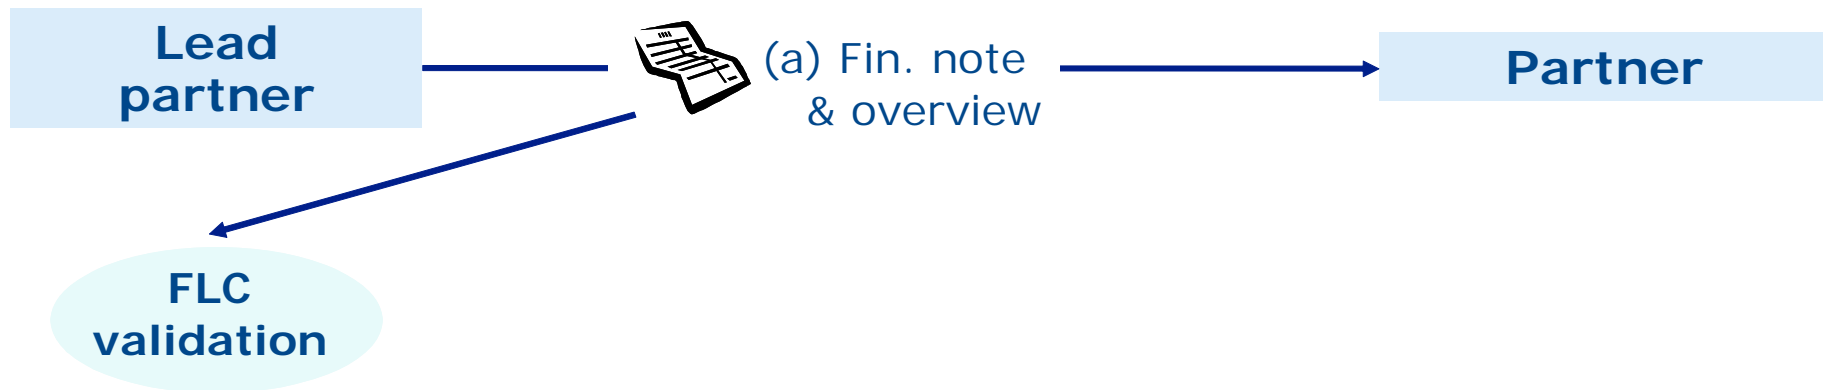 Lead
partner
(a) Fin. note
& overview
Partner
FLC
validation